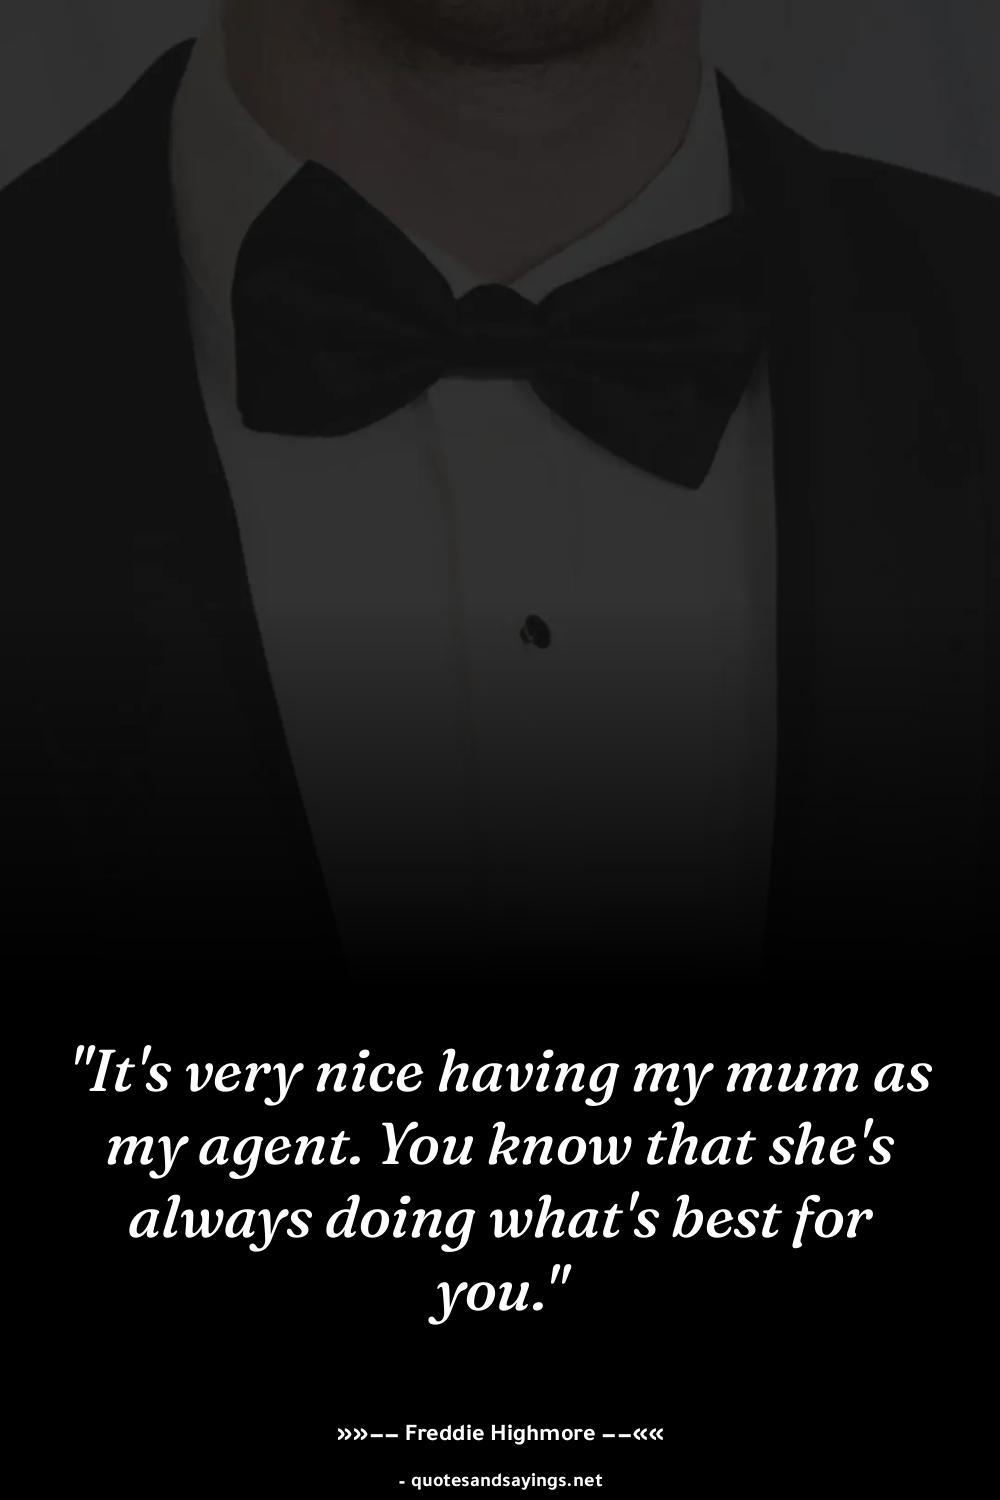 "It's very nice having my mum as
my agent. You know that she's
always doing what's best for
you."
»»–– Freddie Highmore ––««
- quotesandsayings.net